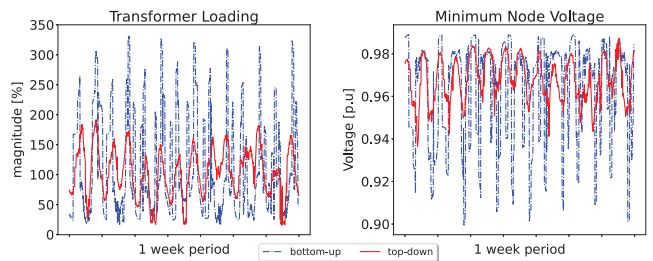 Transformer Loading
350
300
250
200
150
100
50
0
magnitude [%]
1 week period
Minimum Node Voltage
0.98
0.96
0.94
0.92
0.90
Voltage [p.u]
1 week period
bottom-up
top-down